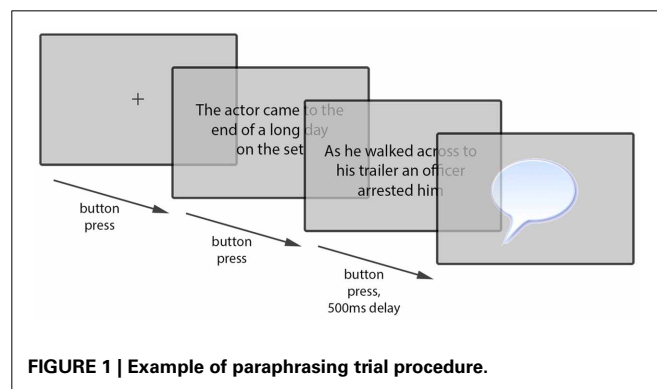 +
The actor came to the
end of a long day
on the set
As he walked across to
his trailer an officer
arrested him
button
press
button
press
button
press,
500ms delay
FIGURE 1 | Example of paraphrasing trial procedure.